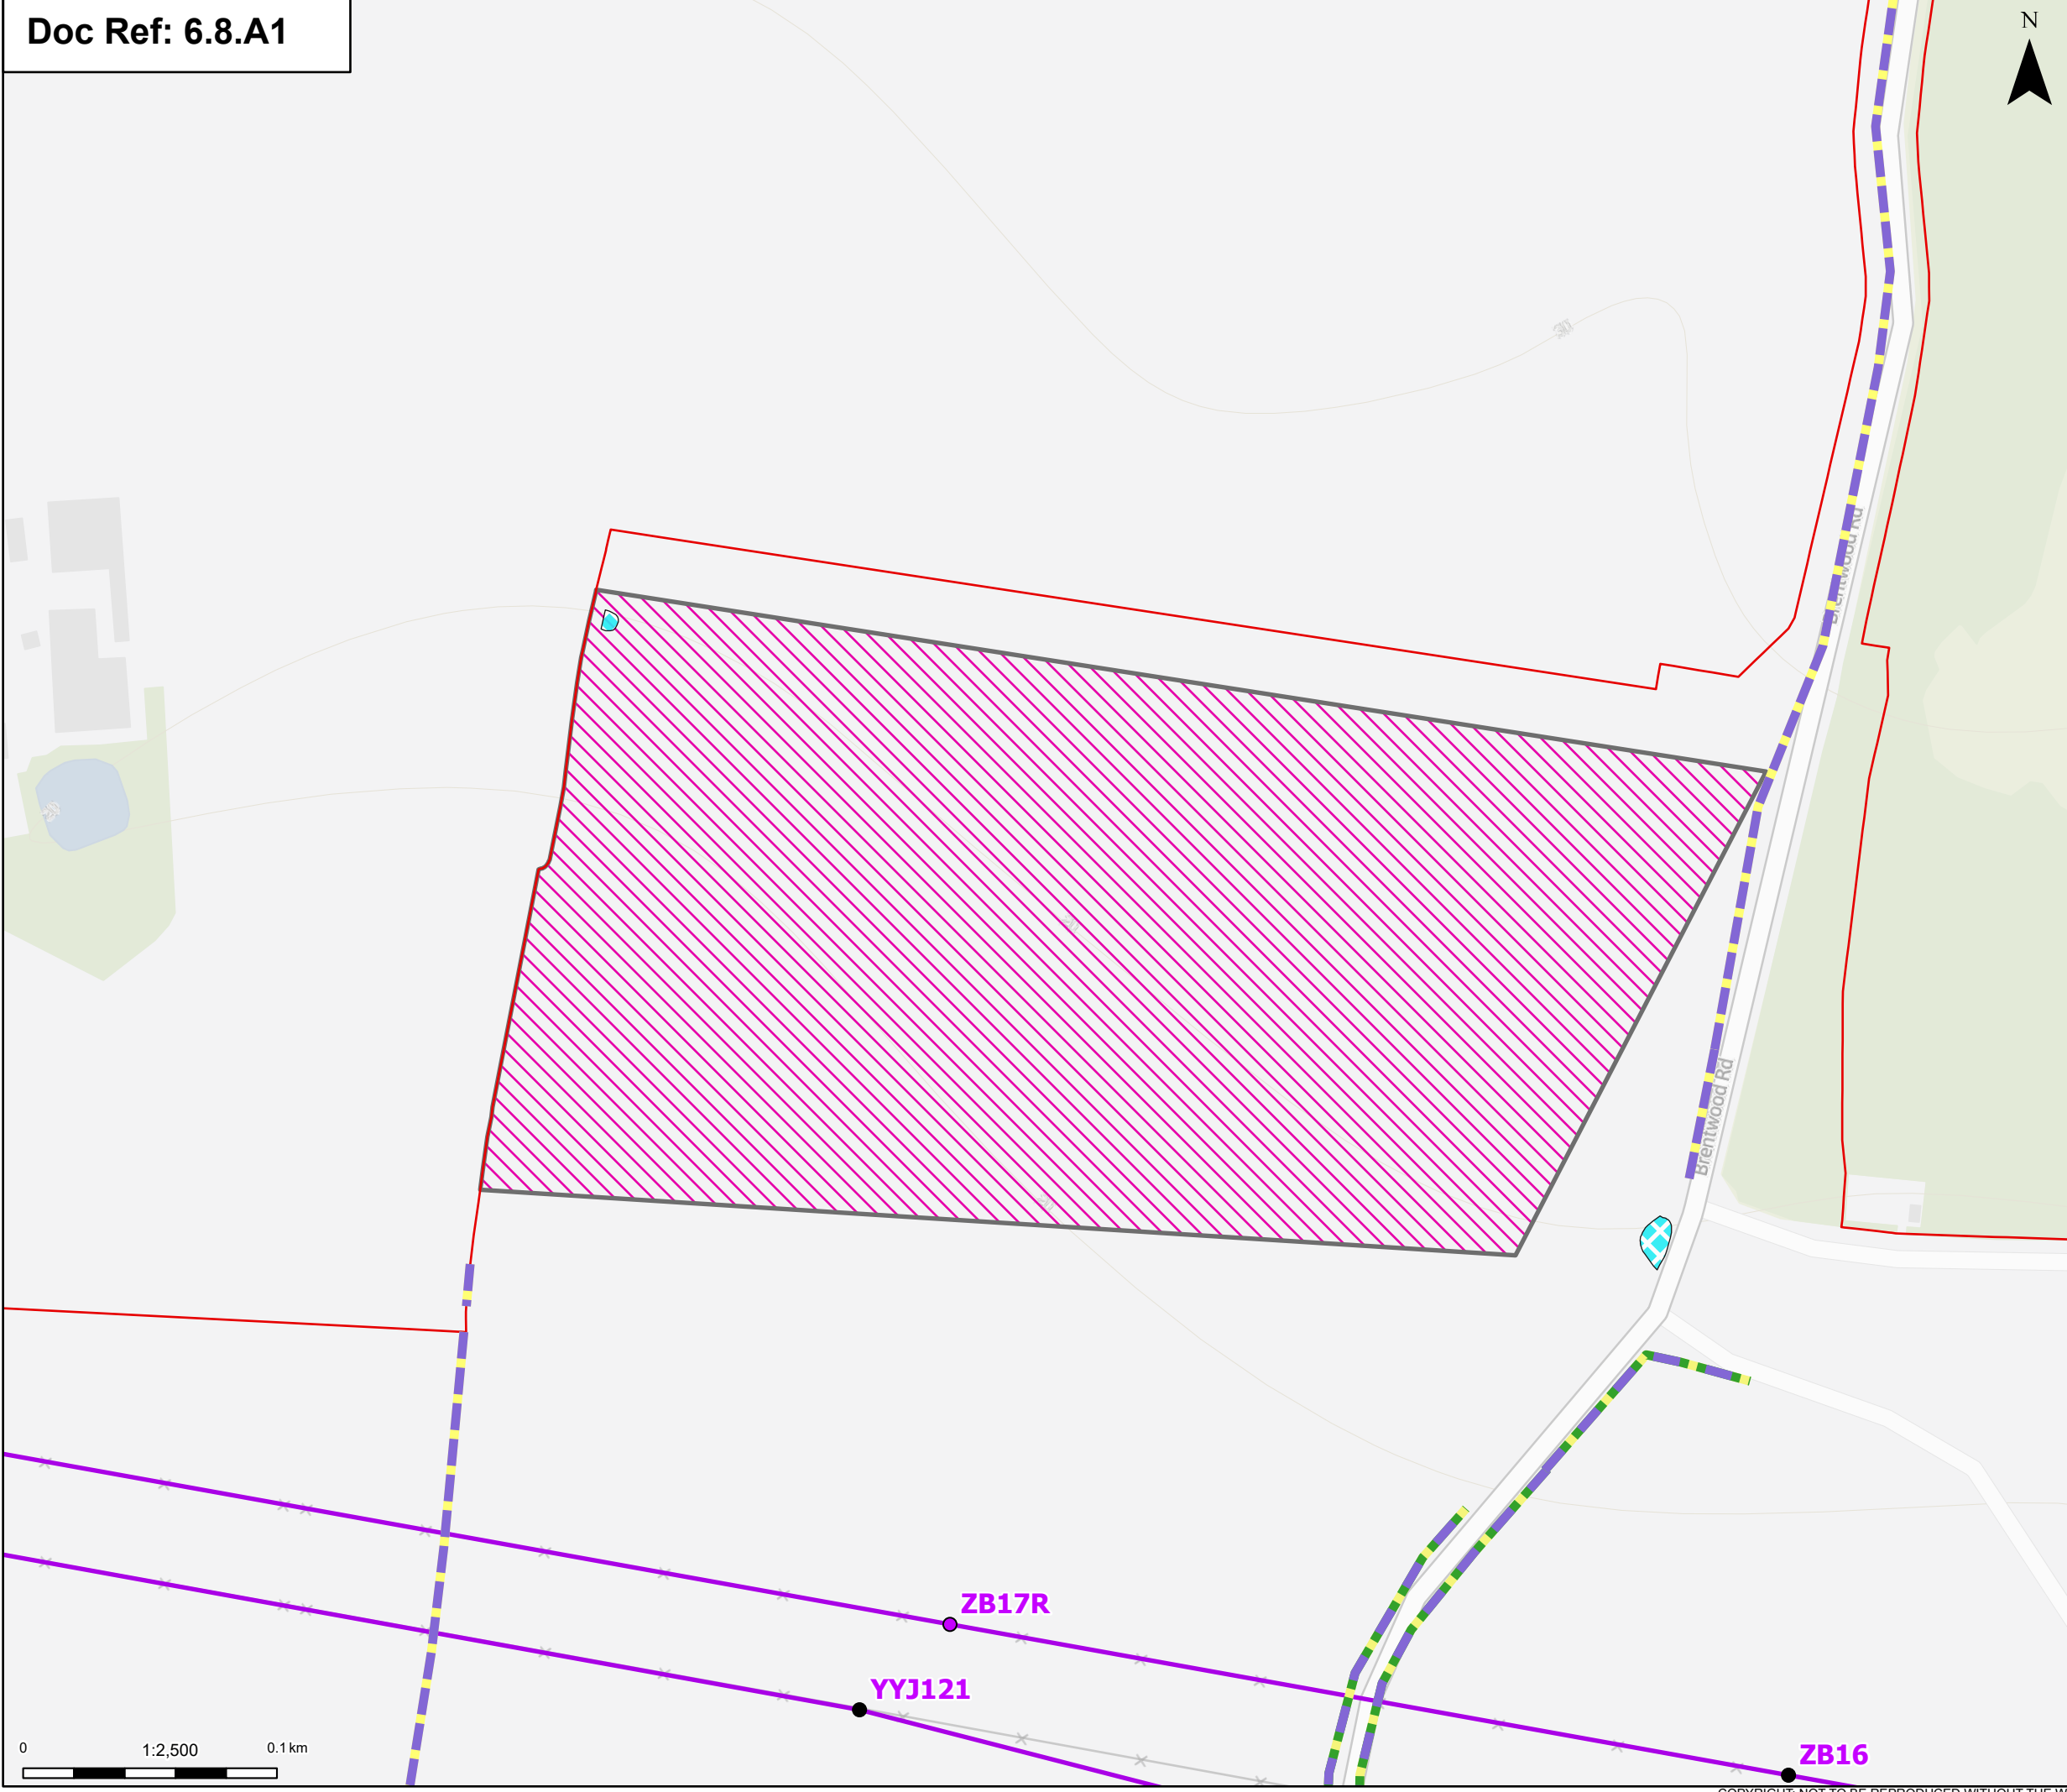 Doc Ref: 6.8.A1
N
Brentwood Rd
Brentwood Rd
ZB17R
YYJ121
ZB16
0
1:2,500
0.1 km